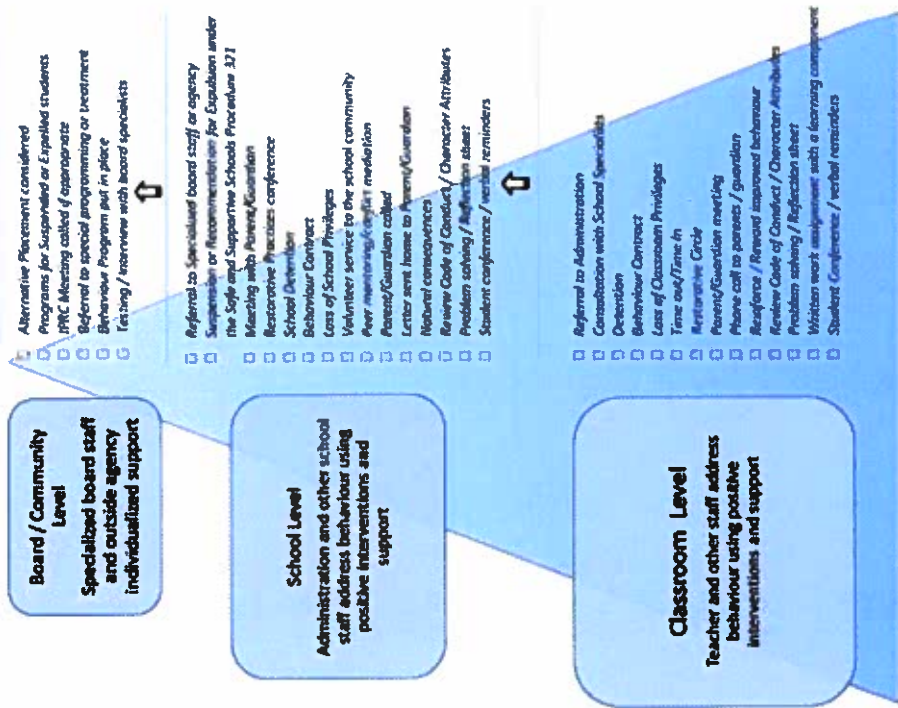 Board / Community
Level
Specialized board staff
and outside agency
individualized support
Alternative Placement considered
Programs for Suspended or Expelled students
IPRC Meeting called if appropriate
Referral to special programming or treatment
Behaviour Program put in place
Testing / Interview with board specialists
School Level
Administration and other school
staff address behaviour using
positive interventions and
support
Referral to Specialized board staff or agency
Suspension or Recommendation for Expulsion under
the Safe and Supportive Schools Procedure 321
Meeting with Parent/Guardian
Restorative Practices conference
School Detention
Behaviour Contract
Loss of School Privileges
Volunteer service to the school community
Peer mentoring/conflict mediation
Parent/Guardian called
Letter sent home to Parent/Guardian
Natural consequences
Review Code of Conduct / Character Attributes
Problem solving / Reflection sheet
Student conference / verbal reminders
Classroom Level
Teacher and other staff address
behaviour using positive
interventions and support
Referred to Administration
Consultation with School Specialists
Detention
Behaviour Contract
Loss of Classroom Privileges
Time out/Time In
Restorative Circle
Parent/Guardian meeting
Phone call to parents / guardian
Reinforce / Reward improved behaviour
Review Code of Conduct / Character Attributes
Problem solving / Reflection sheet
Written work assignment with a learning component
Student Conference / verbal reminders